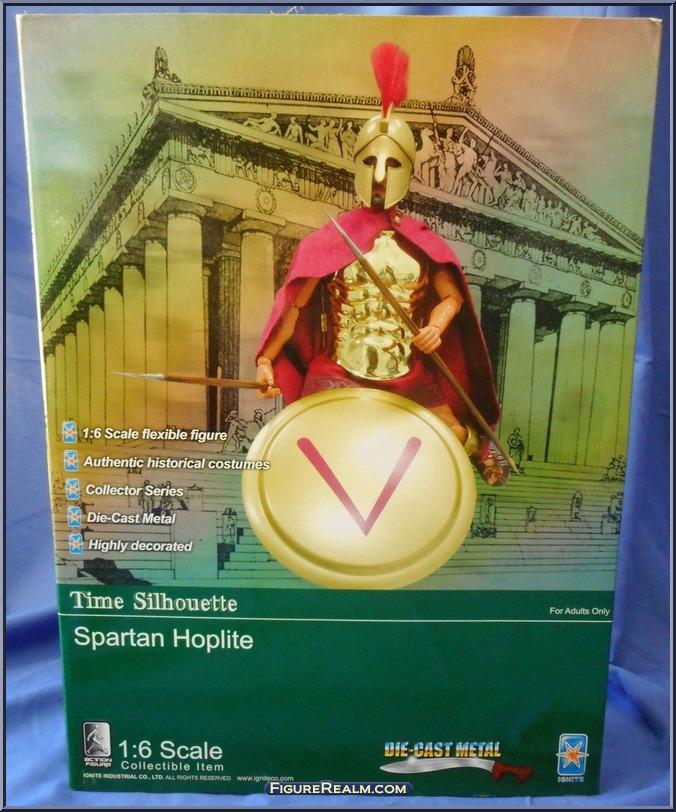 1:6 Scale flexible figure
Authentic historical costumes
Collector Series
Die-Cast Metal
Highly decorated
Time Silhouette
For Adults Only
Spartan Hoplite
ACTION FIGURE
1:6 Scale
Collectible Item
DIE-CAST METAL
IGNITE
IGNITE INDUSTRIAL CO., LTD. ALL RIGHTS RESERVED. www.igniteco.com
FIGUREREALM.COM